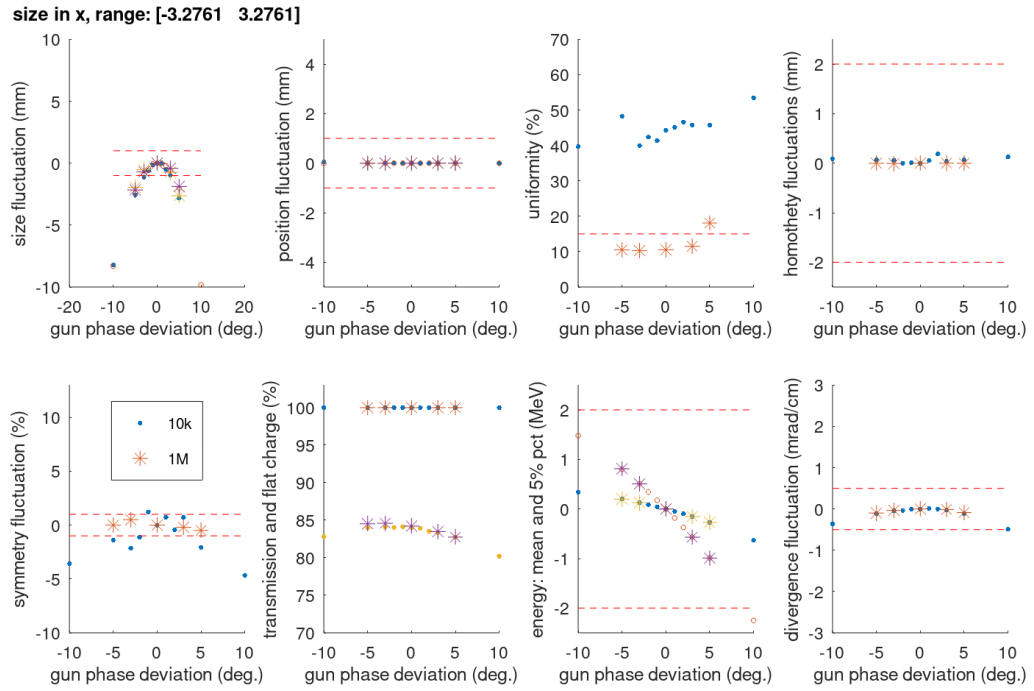 size in x, range: [-3.2761 3.2761]
size fluctuation (mm)
10
5
0
-5
-10
-20 -10 0 10 20
gun phase deviation (deg.)
position fluctuation (mm)
4
2
0
-2
-4
-10 -5 0 5 10
gun phase deviation (deg.)
uniformity (%)
70
60
50
40
30
20
10
0
-10 -5 0 5 10
gun phase deviation (deg.)
homothety fluctuations (mm)
2
1
0
-1
-2
-10 -5 0 5 10
gun phase deviation (deg.)
symmetry fluctuation (%)
10
5
0
-5
-10
10k
1M
-10 -5 0 5 10
gun phase deviation (deg.)
transmission and flat charge (%)
100
95
90
85
80
75
70
-10 -5 0 5 10
gun phase deviation (deg.)
energy: mean and 5% pct (MeV)
2
1
0
-1
-2
-10 -5 0 5 10
gun phase deviation (deg.)
divergence fluctuation (mrad/cm)
3
2
1
0
-1
-2
-3
-10 -5 0 5 10
gun phase deviation (deg.)